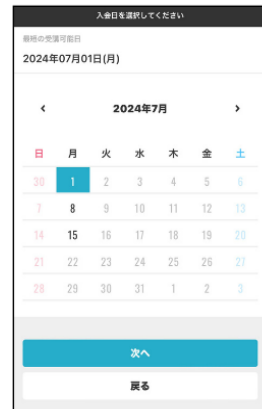 入会日を選択してください
最短の受講可能日
2024年07月01日(月)
< 2024年7月 >
日 月 火 水 木 金 土
30 1 2 3 4 5 6
7 8 9 10 11 12 13
14 15 16 17 18 19 20
21 22 23 24 25 26 27
28 29 30 31 1 2 3
次へ
戻る